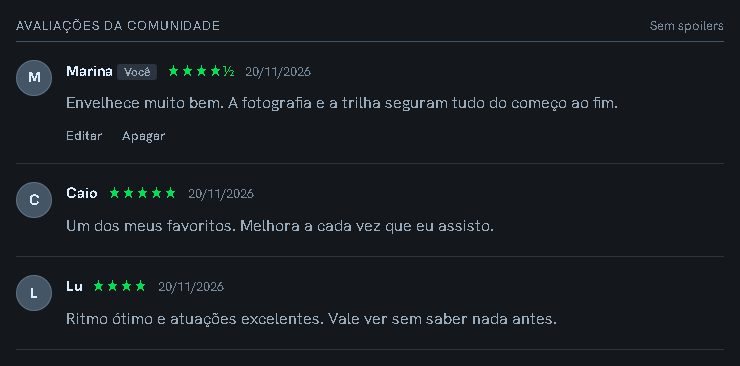 AVALIAÇÕES DA COMUNIDADE Sem spoilers
M Marina Você ★★★★½ 20/11/2026
Envelhece muito bem. A fotografia e a trilha seguram tudo do começo ao fim.
Editar Apagar
C Caio ★★★★★ 20/11/2026
Um dos meus favoritos. Melhora a cada vez que eu assisto.
L Lu ★★★★ 20/11/2026
Ritmo ótimo e atuações excelentes. Vale ver sem saber nada antes.